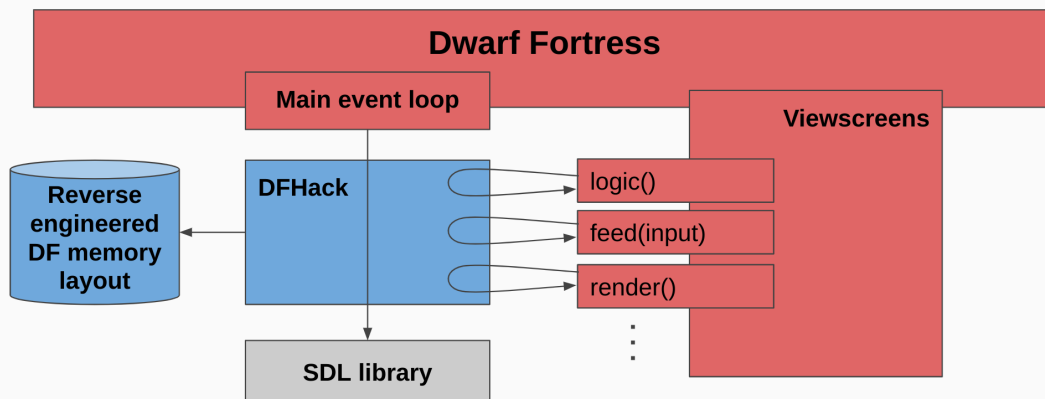 Dwarf Fortress
Main event loop
Viewscreens
DFHack
logic()
Reverse
engineered
DF memory
layout
feed(input)
render()
SDL library